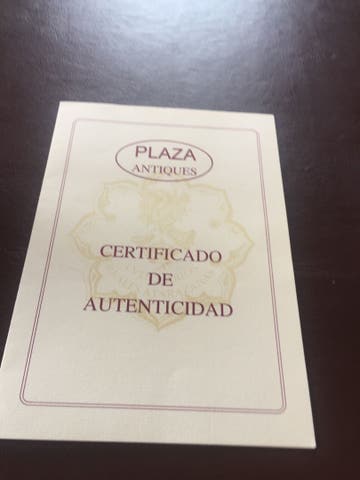 PLAZA
ANTIQUES
CERTIFICADO
DE
AUTENTICIDAD